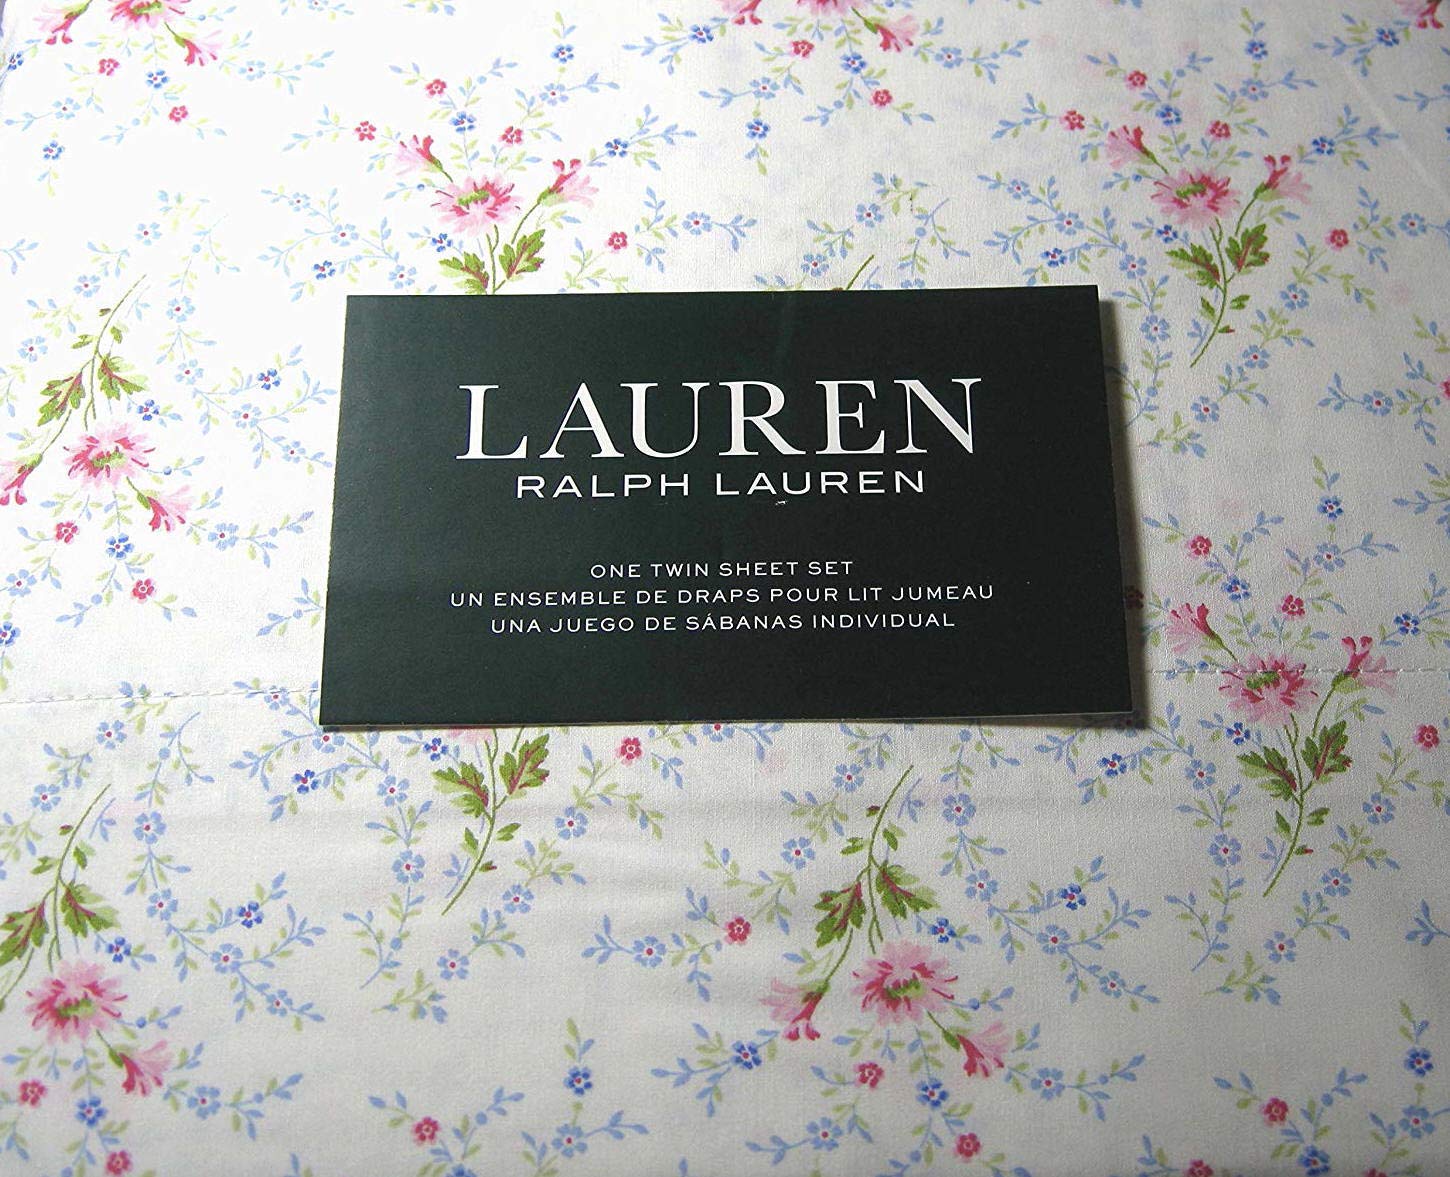 LAUREN
RALPH LAUREN
ONE TWIN SHEET SET
UN ENSEMBLE DE DRAPS POUR LIT JUMEAU
UNA JUEGO DE SÁBANAS INDIVIDUAL